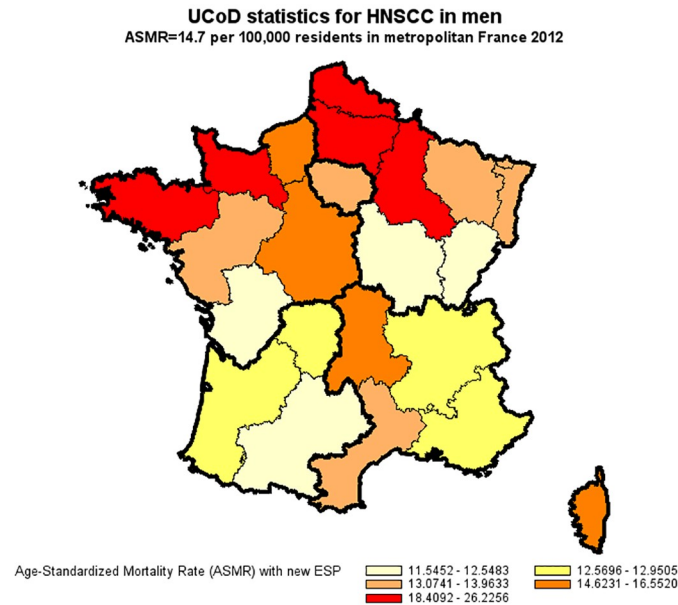 UCoD statistics for HNSCC in men
ASMR=14.7 per 100,000 residents in metropolitan France 2012
Age-Standardized Mortality Rate (ASMR) with new ESP
11.5452 - 12.5483
12.5696 - 12.9505
13.0741 - 13.9633
14.6231 - 16.5520
18.4092 - 26.2256